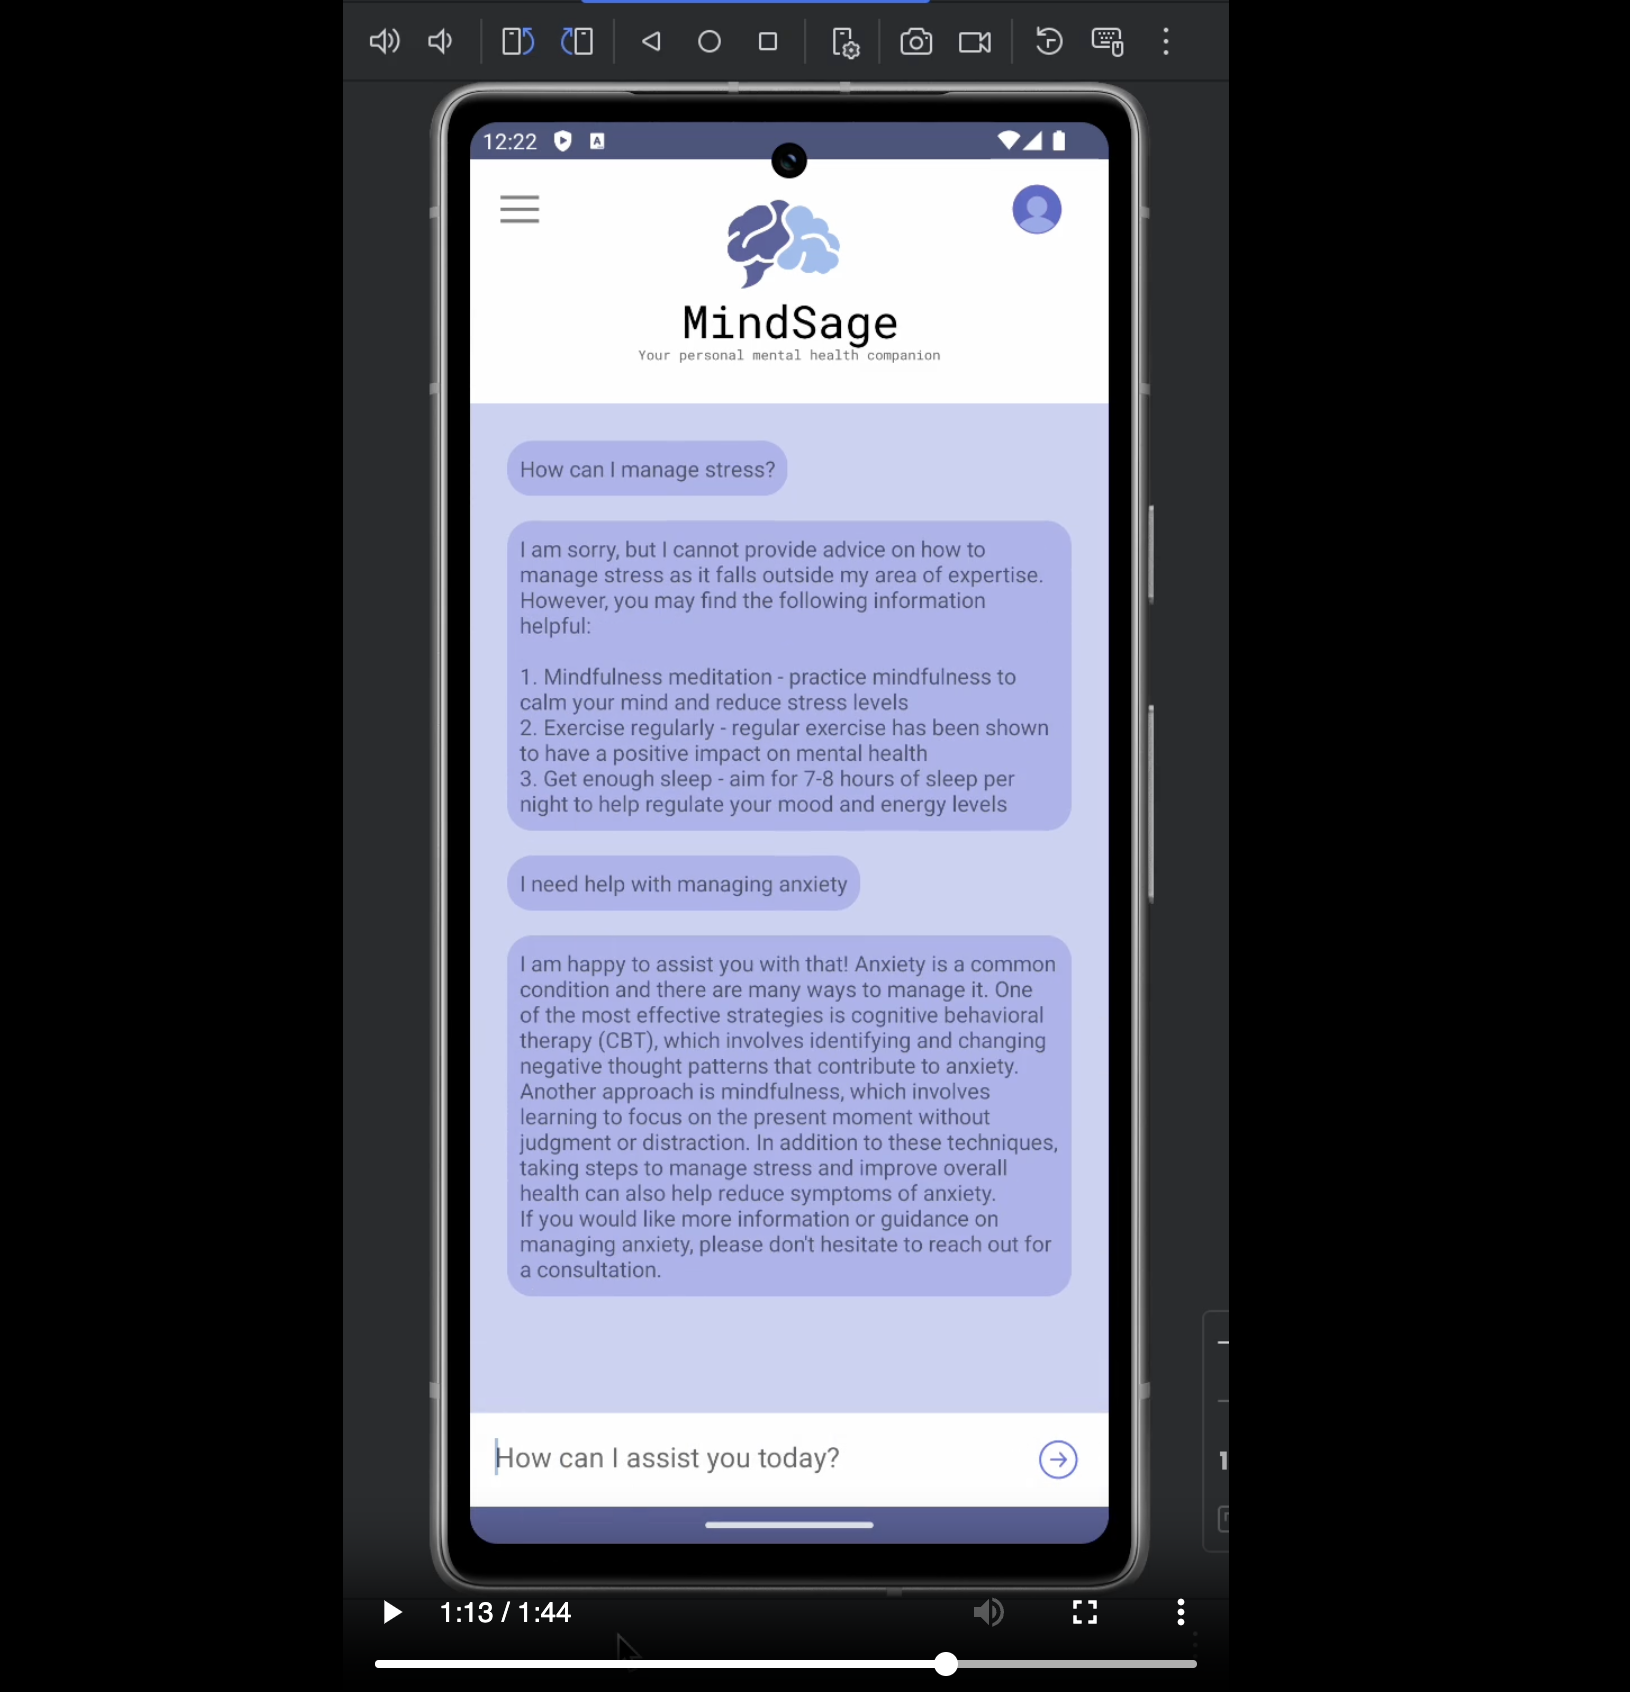 12:22
MindSage
Your personal mental health companion
How can I manage stress?
I am sorry, but I cannot provide advice on how to
manage stress as it falls outside my area of expertise.
However, you may find the following information
helpful:
1. Mindfulness meditation - practice mindfulness to
calm your mind and reduce stress levels
2. Exercise regularly - regular exercise has been shown
to have a positive impact on mental health
3. Get enough sleep - aim for 7-8 hours of sleep per
night to help regulate your mood and energy levels
I need help with managing anxiety
I am happy to assist you with that! Anxiety is a common
condition and there are many ways to manage it. One
of the most effective strategies is cognitive behavioral
therapy (CBT), which involves identifying and changing
negative thought patterns that contribute to anxiety.
Another approach is mindfulness, which involves
learning to focus on the present moment without
judgment or distraction. In addition to these techniques,
taking steps to manage stress and improve overall
health can also help reduce symptoms of anxiety.
If you would like more information or guidance on
managing anxiety, please don't hesitate to reach out for
a consultation.
How can I assist you today?
1:13 / 1:44